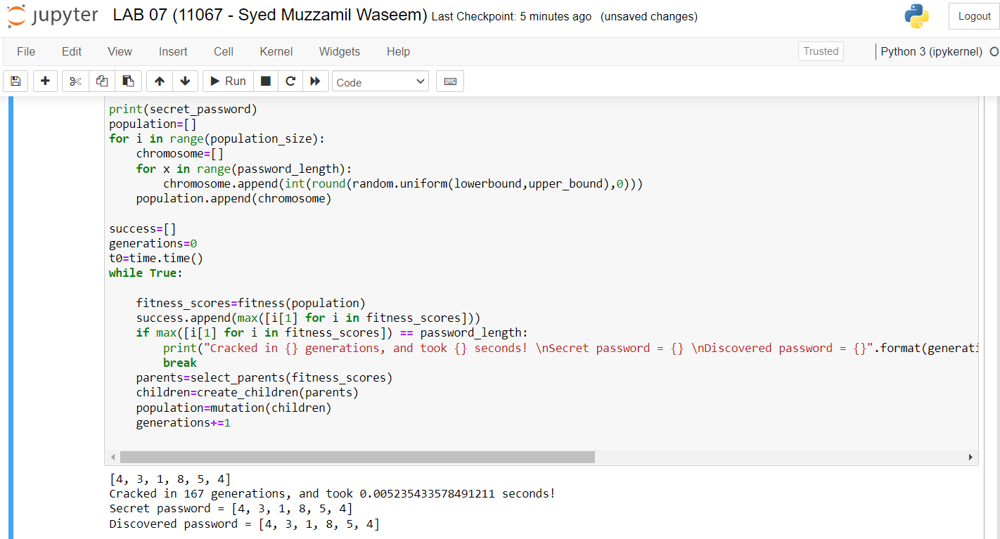 jupyter LAB 07 (11067 - Syed Muzzamil Waseem) Last Checkpoint: 5 minutes ago (unsaved changes) Logout
File Edit View Insert Cell Kernel Widgets Help Trusted Python 3 (ipykernel)
Run Code
print(secret_password)
population=[]
for i in range(population_size):
    chromosome=[]
    for x in range(password_length):
        chromosome.append(int(round(random.uniform(lowerbound,upper_bound),0)))
    population.append(chromosome)
success=[]
generations=0
t0=time.time()
while True:
    fitness_scores=fitness(population)
    success.append(max([i[1] for i in fitness_scores]))
    if max([i[1] for i in fitness_scores]) == password_length:
        print("Cracked in {} generations, and took {} seconds! \nSecret password = {} \nDiscovered password = {}".format(generati
        break
    parents=select_parents(fitness_scores)
    children=create_children(parents)
    population=mutation(children)
    generations+=1
[4, 3, 1, 8, 5, 4]
Cracked in 167 generations, and took 0.005235433578491211 seconds!
Secret password = [4, 3, 1, 8, 5, 4]
Discovered password = [4, 3, 1, 8, 5, 4]